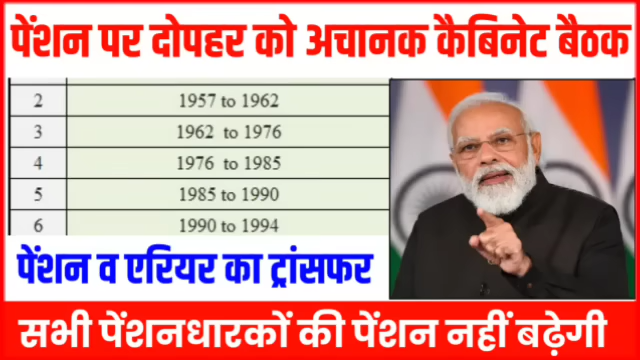 पेंशन पर दोपहर को अचानक कैबिनेट बैठक
2 1957 to 1962
3 1962 to 1976
4 1976 to 1985
5 1985 to 1990
6 1990 to 1994
पेंशन व एरियर का ट्रांसफर
सभी पेंशनधारकों की पेंशन नहीं बढ़ेगी